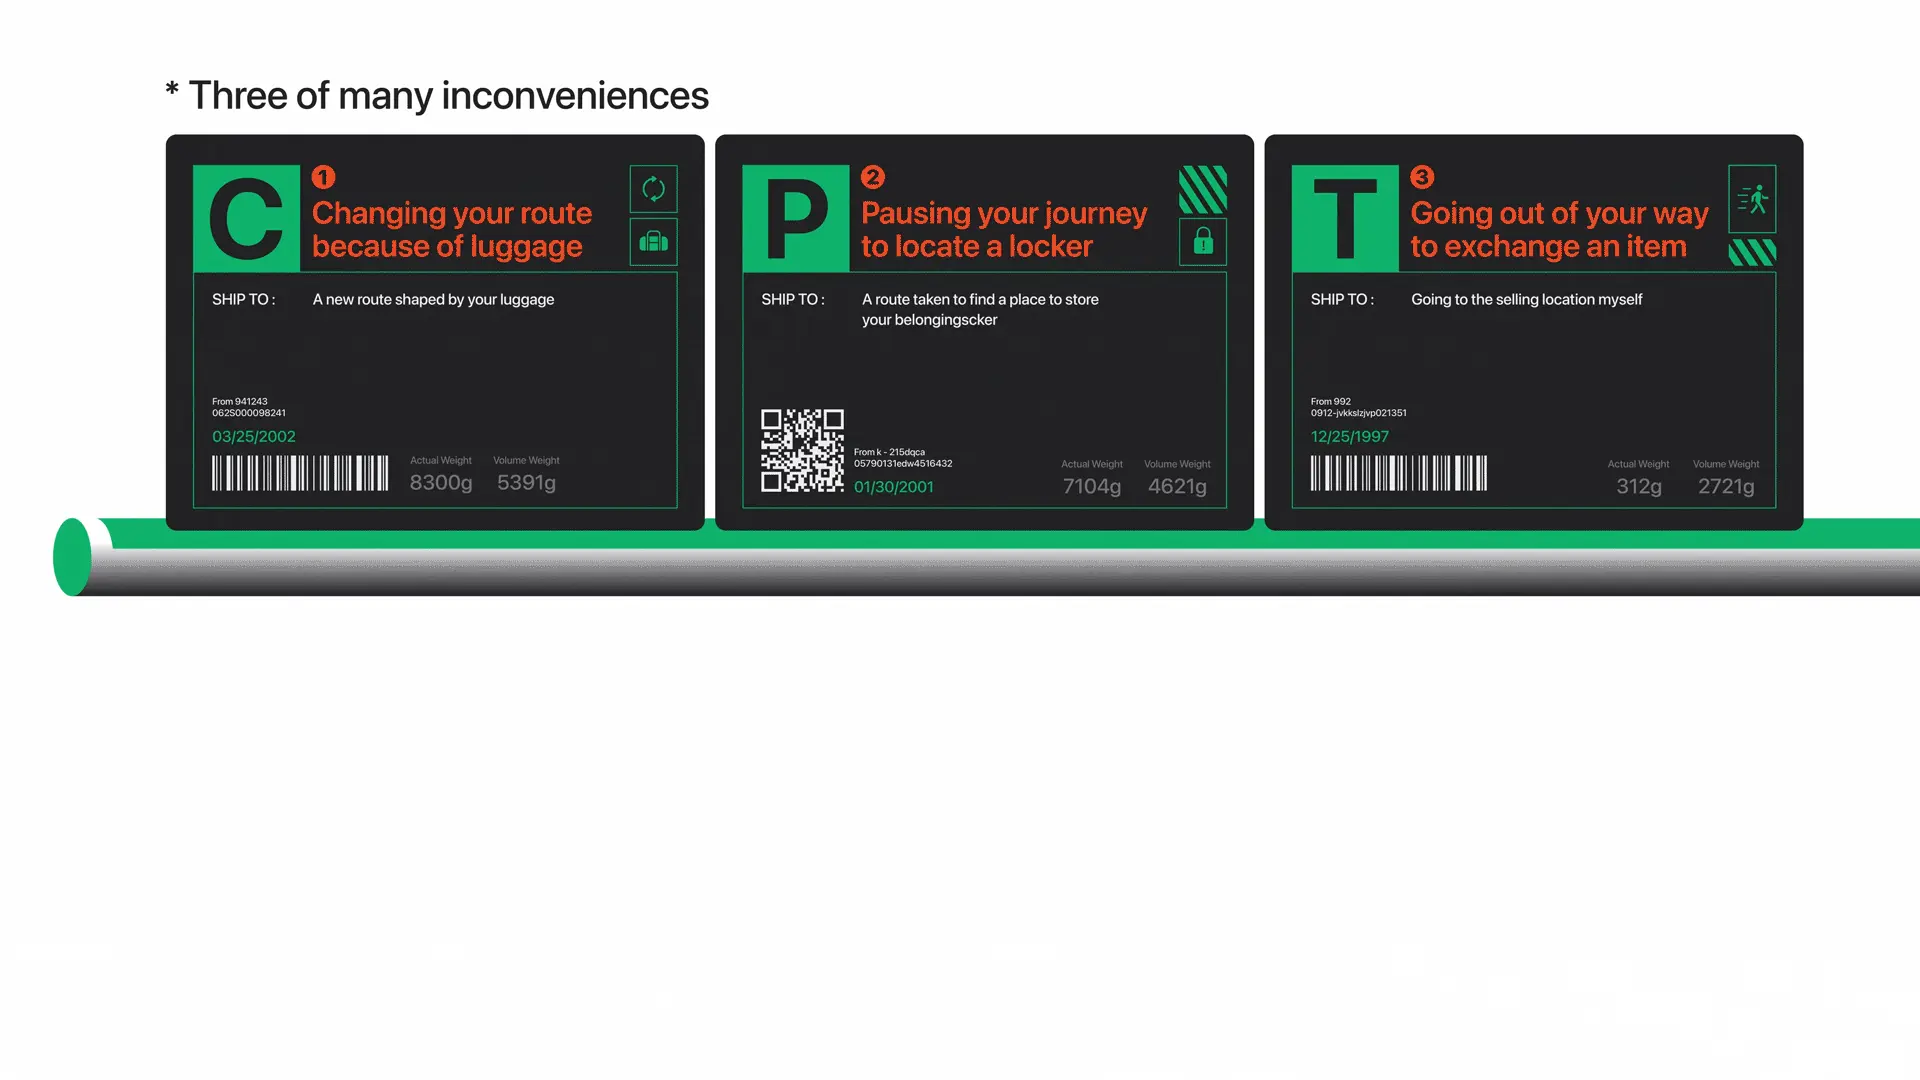 * Three of many inconveniences
C
1
Changing your route
because of luggage
SHIP TO :
A new route shaped by your luggage
From 941243
062S000098241
03/25/2002
Actual Weight
Volume Weight
8300g
5391g
P
2
Pausing your journey
to locate a locker
SHIP TO :
A route taken to find a place to store
your belongingscker
From k - 215dqca
05790131edw4516432
01/30/2001
Actual Weight
Volume Weight
7104g
4621g
T
3
Going out of your way
to exchange an item
SHIP TO :
Going to the selling location myself
From 992
0912-jvkkslzjvp021351
12/25/1997
Actual Weight
Volume Weight
312g
2721g